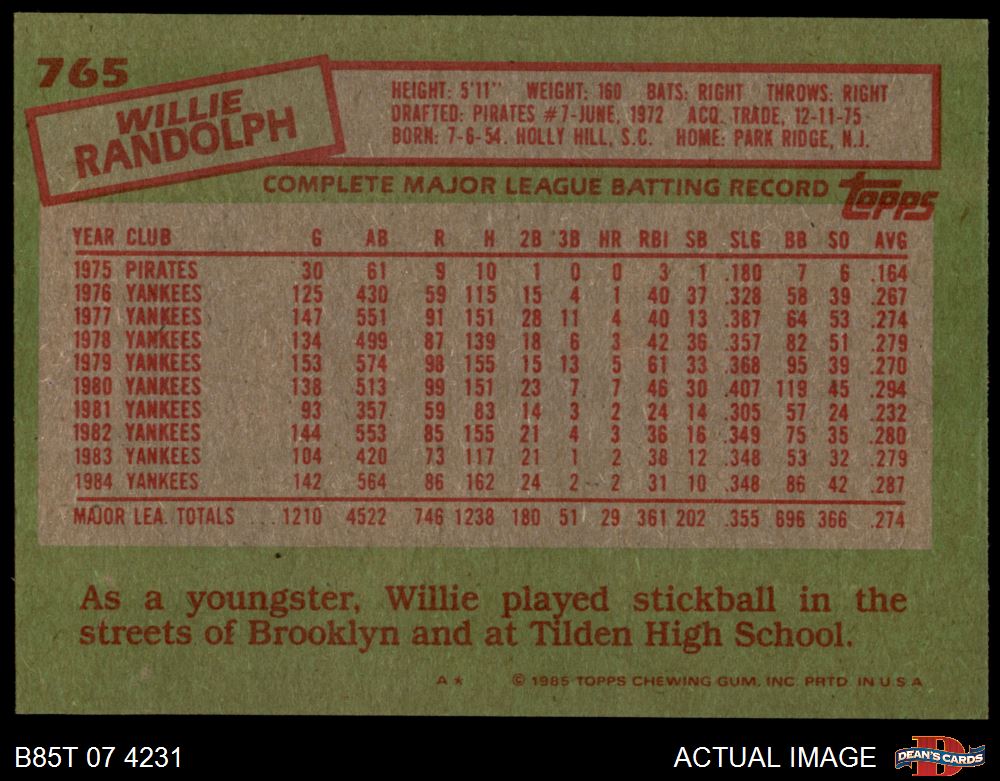 765
WILLIE
RANDOLPH
HEIGHT: 5'11" WEIGHT: 160 BATS: RIGHT THROWS: RIGHT
DRAFTED: PIRATES #7-JUNE, 1972 ACQ. TRADE, 12-11-75
BORN: 7-6-54. HOLLY HILL, S.C. HOME: PARK RIDGE, N.J.
COMPLETE MAJOR LEAGUE BATTING RECORD topps
YEAR CLUB G AB R H 2B 3B HR RBI SB SLG BB SO AVG
1975 PIRATES 30 61 9 10 1 0 0 3 1 .180 7 6 .164
1976 YANKEES 125 430 59 115 15 4 1 40 37 .328 58 39 .267
1977 YANKEES 147 551 91 151 28 11 4 40 13 .387 64 53 .274
1978 YANKEES 134 499 87 139 18 6 3 42 36 .357 82 51 .279
1979 YANKEES 153 574 98 155 15 13 5 61 33 .368 95 39 .270
1980 YANKEES 138 513 99 151 23 7 7 46 30 .407 119 45 .294
1981 YANKEES 93 357 59 83 14 3 2 24 14 .305 57 24 .232
1982 YANKEES 144 553 85 155 21 4 3 36 16 .349 75 35 .280
1983 YANKEES 104 420 73 117 21 1 2 38 12 .348 53 32 .279
1984 YANKEES 142 564 86 162 24 2 2 31 10 .348 86 42 .287
MAJOR LEA. TOTALS ... 1210 4522 746 1238 180 51 29 361 202 .355 696 366 .274
As a youngster, Willie played stickball in the
streets of Brooklyn and at Tilden High School.
A* © 1985 TOPPS CHEWING GUM, INC. PRTD. IN U.S.A
B85T 07 4231 ACTUAL IMAGE
D
DEAN'S CARDS